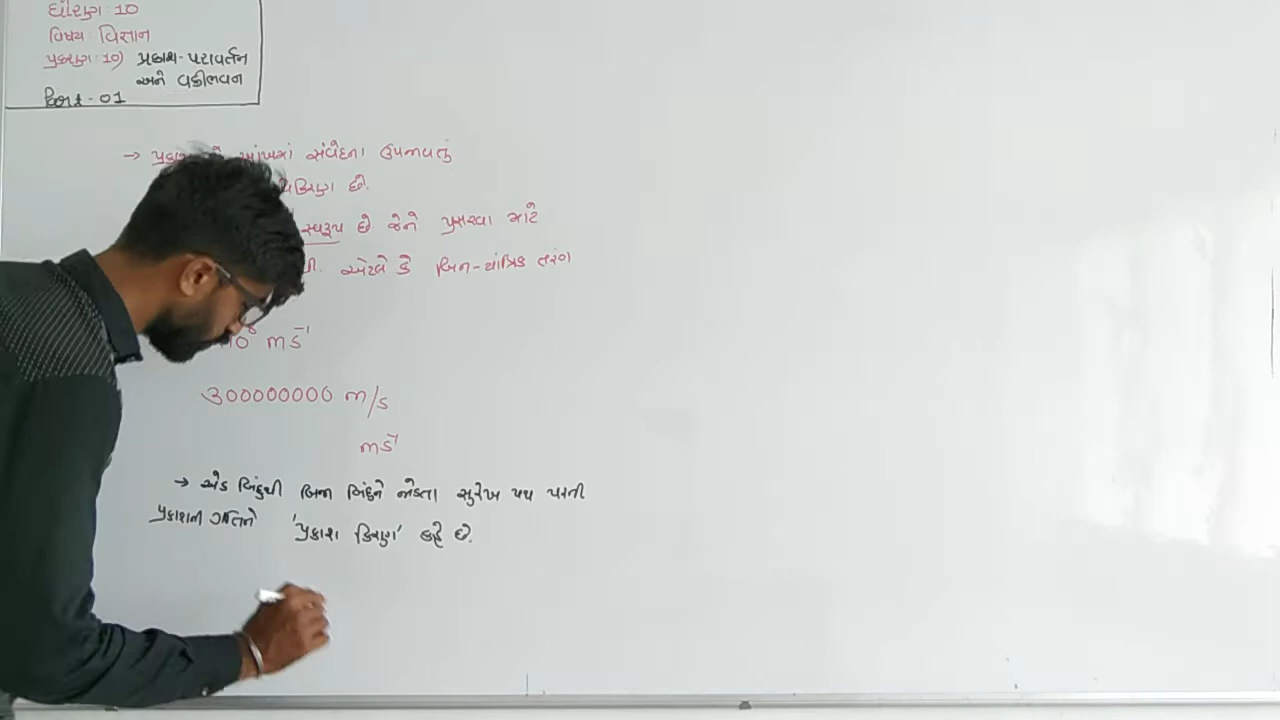 ધોરણ: 10
વિષય: વિજ્ઞાન
પ્રકરણ: 10) પ્રકાશ-પરાવર્તન
અને વક્રીભવન
- 01
→ આંખમાં સંવેદના ઉપજાવતું
છે.
સ્વરૂપ છે જેને પ્રસરવા માટે
એટલે કે બિન-યાંત્રિક તરંગ
10⁸ ms⁻¹
300000000 m/s
ms⁻¹
→ એક બિંદુથી બીજા બિંદુને જોડતા સુરેખ પથ પરની
પ્રકાશની ગતિને 'પ્રકાશ કિરણ' કહે છે.